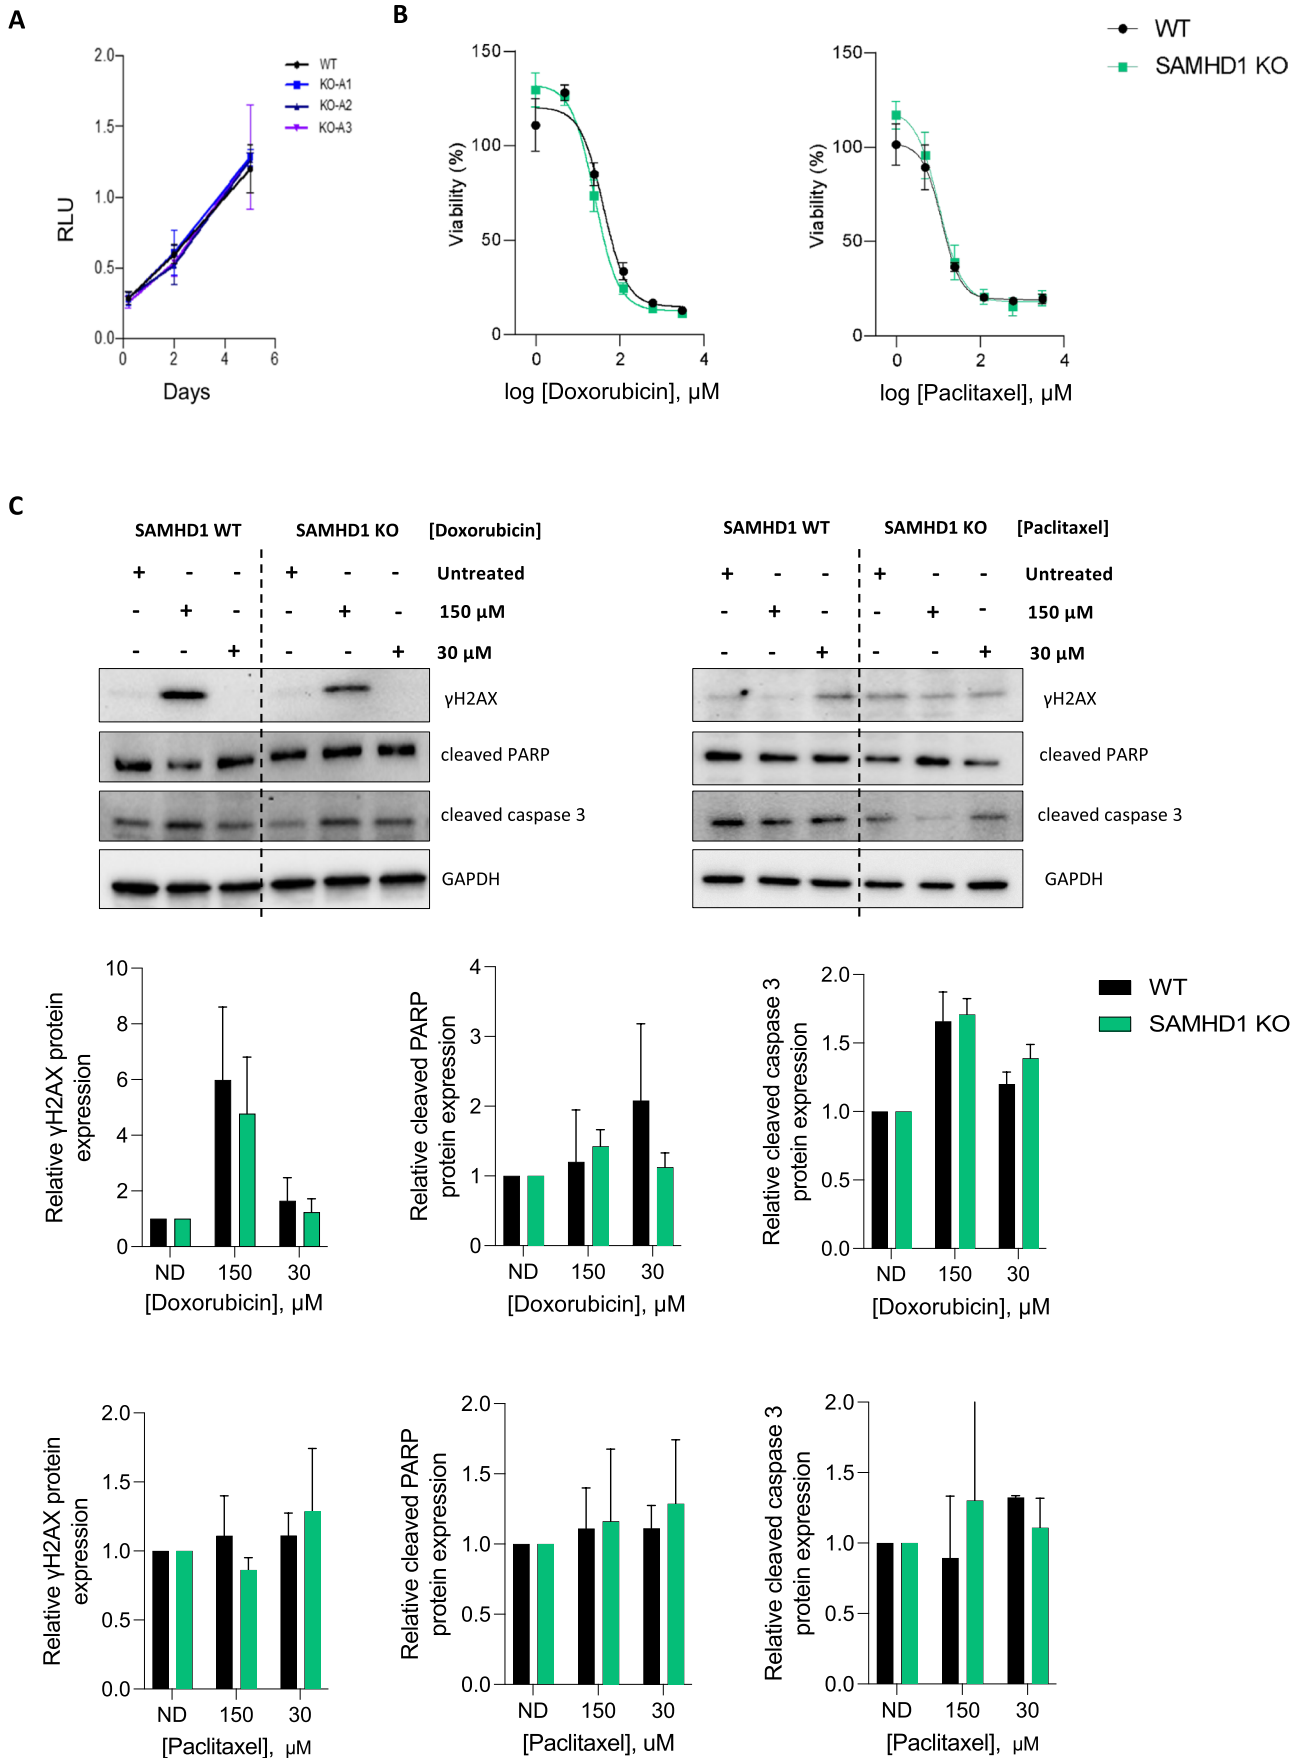 A
2.0
1.5
1.0
0.5
0.0
RLU
0
2
4
6
Days
WT
KO-A1
KO-A2
KO-A3
B
150
100
50
0
Viability (%)
0
2
4
log [Doxorubicin], µM
150
100
50
0
Viability (%)
0
2
4
log [Paclitaxel], µM
WT
SAMHD1 KO
C
SAMHD1 WT SAMHD1 KO [Doxorubicin]
+ - - + - - Untreated
- + - - + - 150 µM
- - + - - + 30 µM
γH2AX
cleaved PARP
cleaved caspase 3
GAPDH
SAMHD1 WT SAMHD1 KO [Paclitaxel]
+ - - + - - Untreated
- + - - + - 150 µM
- - + - - + 30 µM
γH2AX
cleaved PARP
cleaved caspase 3
GAPDH
Relative γH2AX protein
expression
10
8
6
4
2
0
ND 150 30
[Doxorubicin], µM
Relative cleaved PARP
protein expression
4
3
2
1
0
ND 150 30
[Doxorubicin], µM
Relative cleaved caspase 3
protein expression
2.0
1.5
1.0
0.5
0.0
ND 150 30
[Doxorubicin], µM
WT
SAMHD1 KO
Relative γH2AX protein
expression
2.0
1.5
1.0
0.5
0.0
ND 150 30
[Paclitaxel], µM
Relative cleaved PARP
protein expression
2.0
1.5
1.0
0.5
0.0
ND 150 30
[Paclitaxel], uM
Relative cleaved caspase 3
protein expression
2.0
1.5
1.0
0.5
0.0
ND 150 30
[Paclitaxel], µM